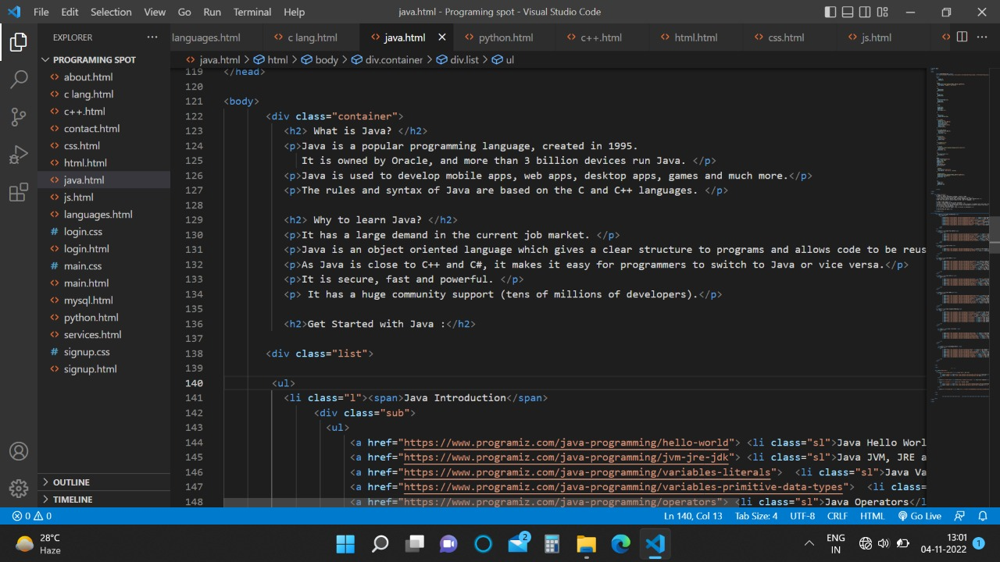 File Edit Selection View Go Run Terminal Help
java.html - Programing spot - Visual Studio Code
EXPLORER
languages.html
c lang.html
java.html
python.html
c++.html
html.html
css.html
js.html
PROGRAMING SPOT
about.html
c lang.html
c++.html
contact.html
css.html
html.html
java.html
js.html
languages.html
login.css
login.html
main.css
main.html
mysql.html
python.html
services.html
signup.css
signup.html
OUTLINE
TIMELINE
java.html > html > body > div.container > div.list > ul
119 </head>
120
121 <body>
122 <div class="container">
123 <h2> What is Java? </h2>
124 <p>Java is a popular programming language, created in 1995.
125 It is owned by Oracle, and more than 3 billion devices run Java. </p>
126 <p>Java is used to develop mobile apps, web apps, desktop apps, games and much more.</p>
127 <p>The rules and syntax of Java are based on the C and C++ languages. </p>
128
129 <h2> Why to learn Java? </h2>
130 <p>It has a large demand in the current job market. </p>
131 <p>Java is an object oriented language which gives a clear structure to programs and allows code to be reus
132 <p>As Java is close to C++ and C#, it makes it easy for programmers to switch to Java or vice versa.</p>
133 <p>It is secure, fast and powerful. </p>
134 <p> It has a huge community support (tens of millions of developers).</p>
135
136 <h2>Get Started with Java :</h2>
137
138 <div class="list">
139
140 <ul>
141 <li class="l"><span>Java Introduction</span>
142 <div class="sub">
143 <ul>
144 <a href="https://www.programiz.com/java-programming/hello-world"> <li class="sl">Java Hello Worl
145 <a href="https://www.programiz.com/java-programming/jvm-jre-jdk"> <li class="sl">Java JVM, JRE a
146 <a href="https://www.programiz.com/java-programming/variables-literals"> <li class="sl">Java Va
147 <a href="https://www.programiz.com/java-programming/variables-primitive-data-types"> <li class=
148 <a href="https://www.programiz.com/java-programming/operators"> <li class="sl">Java Operators</l
0 0
Ln 140, Col 13 Tab Size: 4 UTF-8 CRLF HTML Go Live
28°C
Haze
2
ENG
IN
13:01
04-11-2022
1